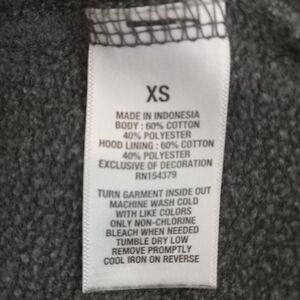 XS
MADE IN INDONESIA
BODY : 60% COTTON
40% POLYESTER
HOOD LINING : 60% COTTON
40% POLYESTER
EXCLUSIVE OF DECORATION
RN154379
TURN GARMENT INSIDE OUT
MACHINE WASH COLD
WITH LIKE COLORS
ONLY NON-CHLORINE
BLEACH WHEN NEEDED
TUMBLE DRY LOW
REMOVE PROMPTLY
COOL IRON ON REVERSE